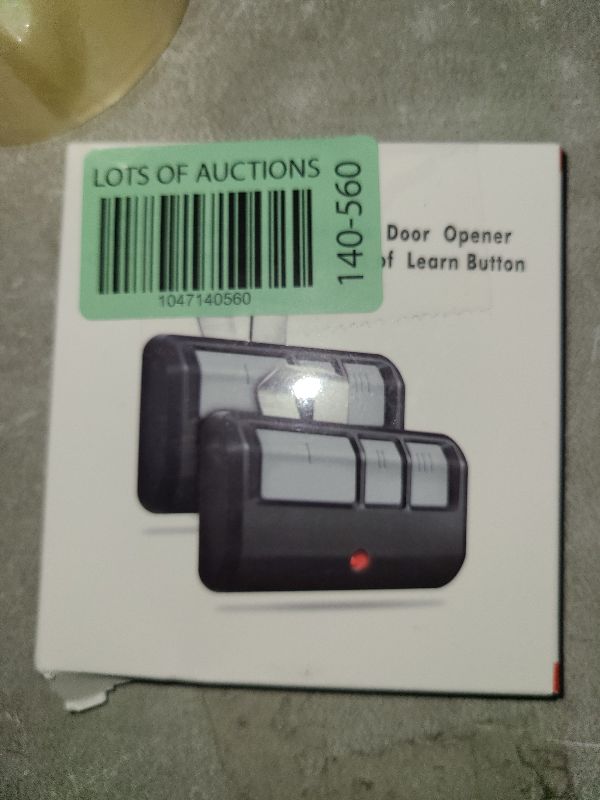 LOTS OF AUCTIONS
1047140560
140-560
Door Opener
of Learn Button